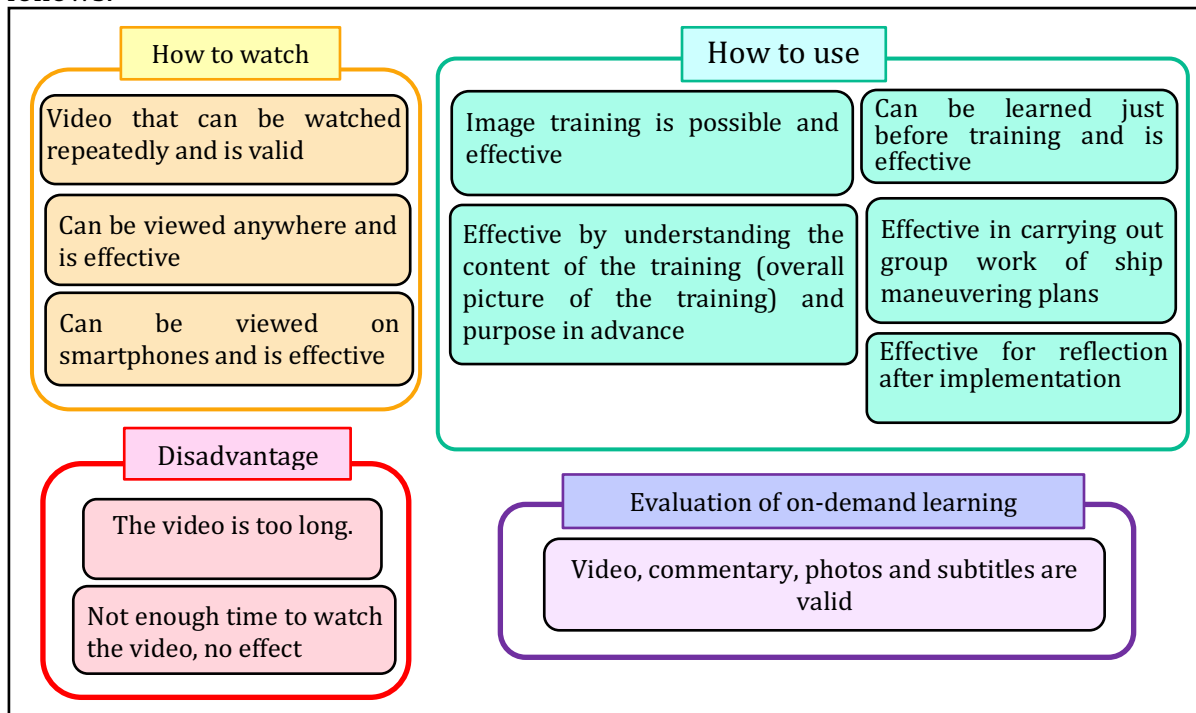 How to watch
Video that can be watched
repeatedly and is valid
Can be viewed anywhere and
is effective
Can be viewed on
smartphones and is effective
How to use
Image training is possible and
effective
Can be learned just
before training and is
effective
Effective by understanding the
content of the training (overall
picture of the training) and
purpose in advance
Effective in carrying out
group work of ship
maneuvering plans
Effective for reflection
after implementation
Disadvantage
The video is too long.
Not enough time to watch
the video, no effect
Evaluation of on-demand learning
Video, commentary, photos and subtitles are
valid